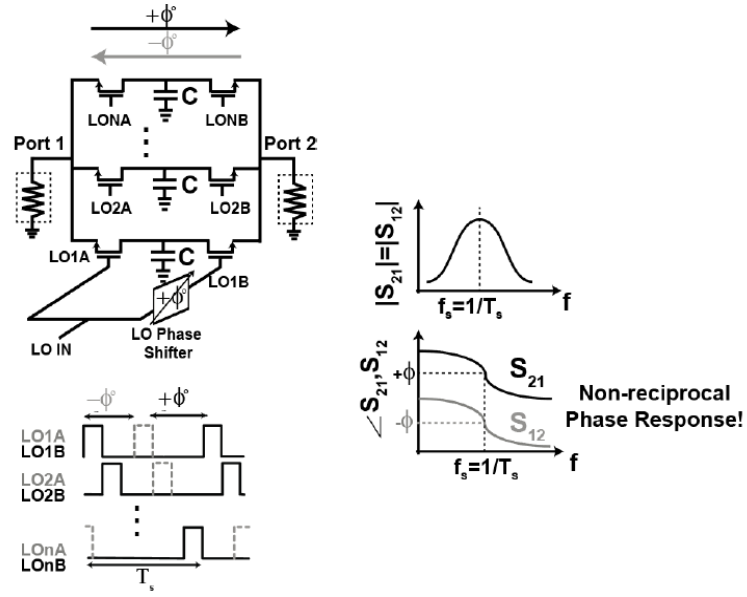 +ϕ°
−ϕ°
C
LONA
LONB
Port 1
Port 2
C
LO2A
LO2B
LO1A
C
LO1B
+ϕ°
LO IN
LO Phase
Shifter
|S21|=|S12|
f
fs=1/Ts
∠S21,S12
+ϕ
S21
-ϕ
S12
fs=1/Ts
f
Non-reciprocal
Phase Response!
−ϕ°
+ϕ°
LO1A
LO1B
LO2A
LO2B
LOnA
LOnB
Ts